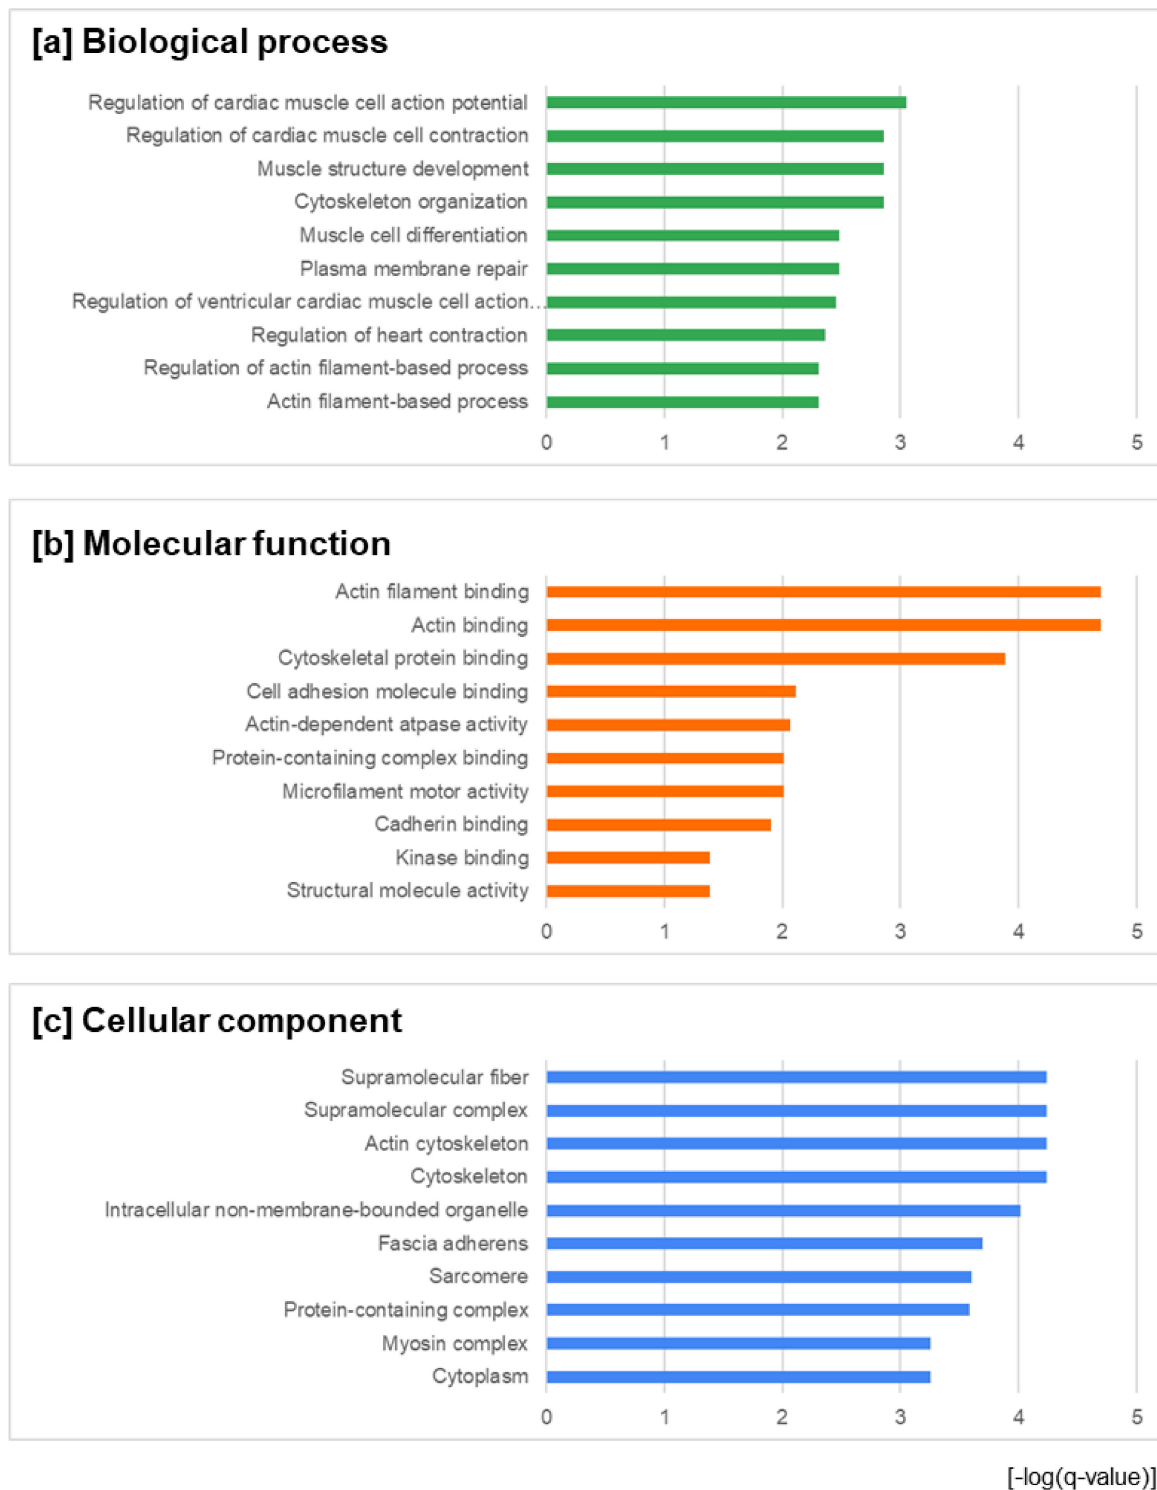 [a] Biological process
Regulation of cardiac muscle cell action potential
Regulation of cardiac muscle cell contraction
Muscle structure development
Cytoskeleton organization
Muscle cell differentiation
Plasma membrane repair
Regulation of ventricular cardiac muscle cell action...
Regulation of heart contraction
Regulation of actin filament-based process
Actin filament-based process
0 1 2 3 4 5
[b] Molecular function
Actin filament binding
Actin binding
Cytoskeletal protein binding
Cell adhesion molecule binding
Actin-dependent atpase activity
Protein-containing complex binding
Microfilament motor activity
Cadherin binding
Kinase binding
Structural molecule activity
0 1 2 3 4 5
[c] Cellular component
Supramolecular fiber
Supramolecular complex
Actin cytoskeleton
Cytoskeleton
Intracellular non-membrane-bounded organelle
Fascia adherens
Sarcomere
Protein-containing complex
Myosin complex
Cytoplasm
0 1 2 3 4 5
[-log(q-value)]